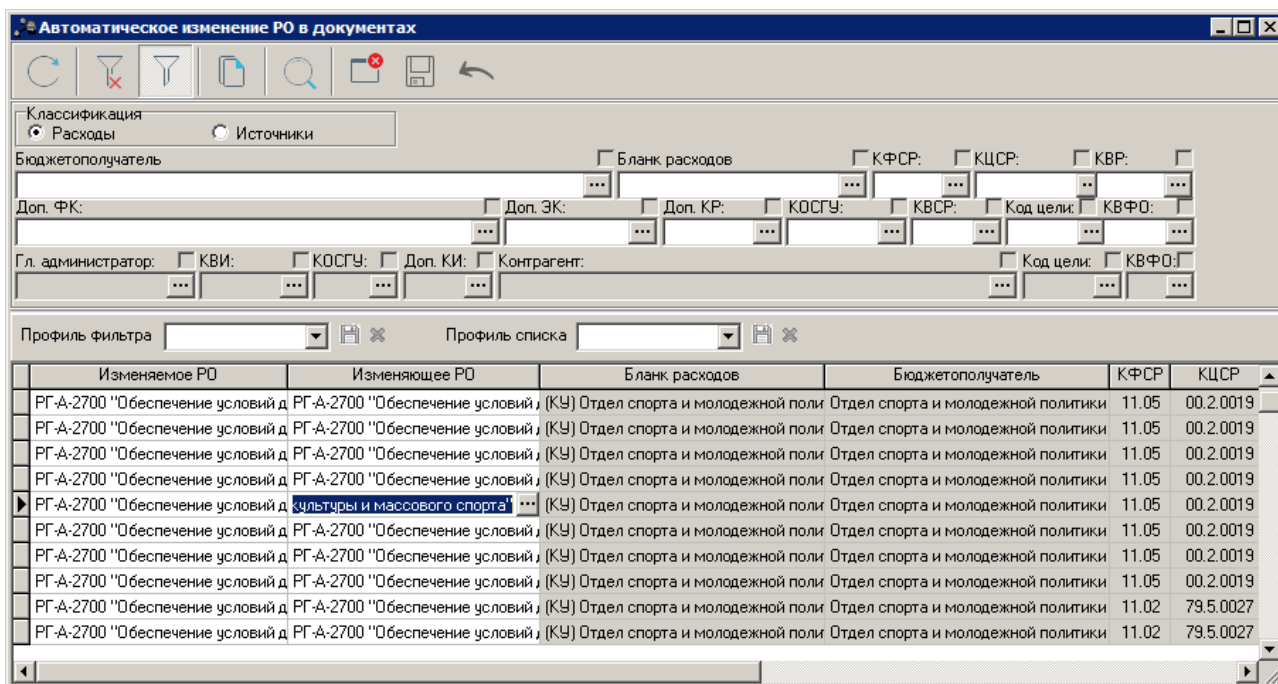 Автоматическое изменение РО в документах
Классификация
Расходы Источники
Бюджетополучатель Бланк расходов КФСР: КЦСР: КВР:
Доп. ФК: Доп. ЭК: Доп. КР: КОСГУ: КВСР: Код цели: КВФО:
Гл. администратор: КВИ: КОСГУ: Доп. КИ: Контрагент: Код цели: КВФО:
Профиль фильтра Профиль списка
Изменяемое РО Изменяющее РО Бланк расходов Бюджетополучатель КФСР КЦСР
РГ-А-2700 "Обеспечение условий д РГ-А-2700 "Обеспечение условий (КУ) Отдел спорта и молодежной поли Отдел спорта и молодежной политики 11.05 00.2.0019
РГ-А-2700 "Обеспечение условий д РГ-А-2700 "Обеспечение условий (КУ) Отдел спорта и молодежной поли Отдел спорта и молодежной политики 11.05 00.2.0019
РГ-А-2700 "Обеспечение условий д РГ-А-2700 "Обеспечение условий (КУ) Отдел спорта и молодежной поли Отдел спорта и молодежной политики 11.05 00.2.0019
РГ-А-2700 "Обеспечение условий д РГ-А-2700 "Обеспечение условий (КУ) Отдел спорта и молодежной поли Отдел спорта и молодежной политики 11.05 00.2.0019
РГ-А-2700 "Обеспечение условий д культуры и массового спорта" ... (КУ) Отдел спорта и молодежной поли Отдел спорта и молодежной политики 11.05 00.2.0019
РГ-А-2700 "Обеспечение условий д РГ-А-2700 "Обеспечение условий (КУ) Отдел спорта и молодежной поли Отдел спорта и молодежной политики 11.05 00.2.0019
РГ-А-2700 "Обеспечение условий д РГ-А-2700 "Обеспечение условий (КУ) Отдел спорта и молодежной поли Отдел спорта и молодежной политики 11.05 00.2.0019
РГ-А-2700 "Обеспечение условий д РГ-А-2700 "Обеспечение условий (КУ) Отдел спорта и молодежной поли Отдел спорта и молодежной политики 11.05 00.2.0019
РГ-А-2700 "Обеспечение условий д РГ-А-2700 "Обеспечение условий (КУ) Отдел спорта и молодежной поли Отдел спорта и молодежной политики 11.02 79.5.0027
РГ-А-2700 "Обеспечение условий д РГ-А-2700 "Обеспечение условий (КУ) Отдел спорта и молодежной поли Отдел спорта и молодежной политики 11.02 79.5.0027